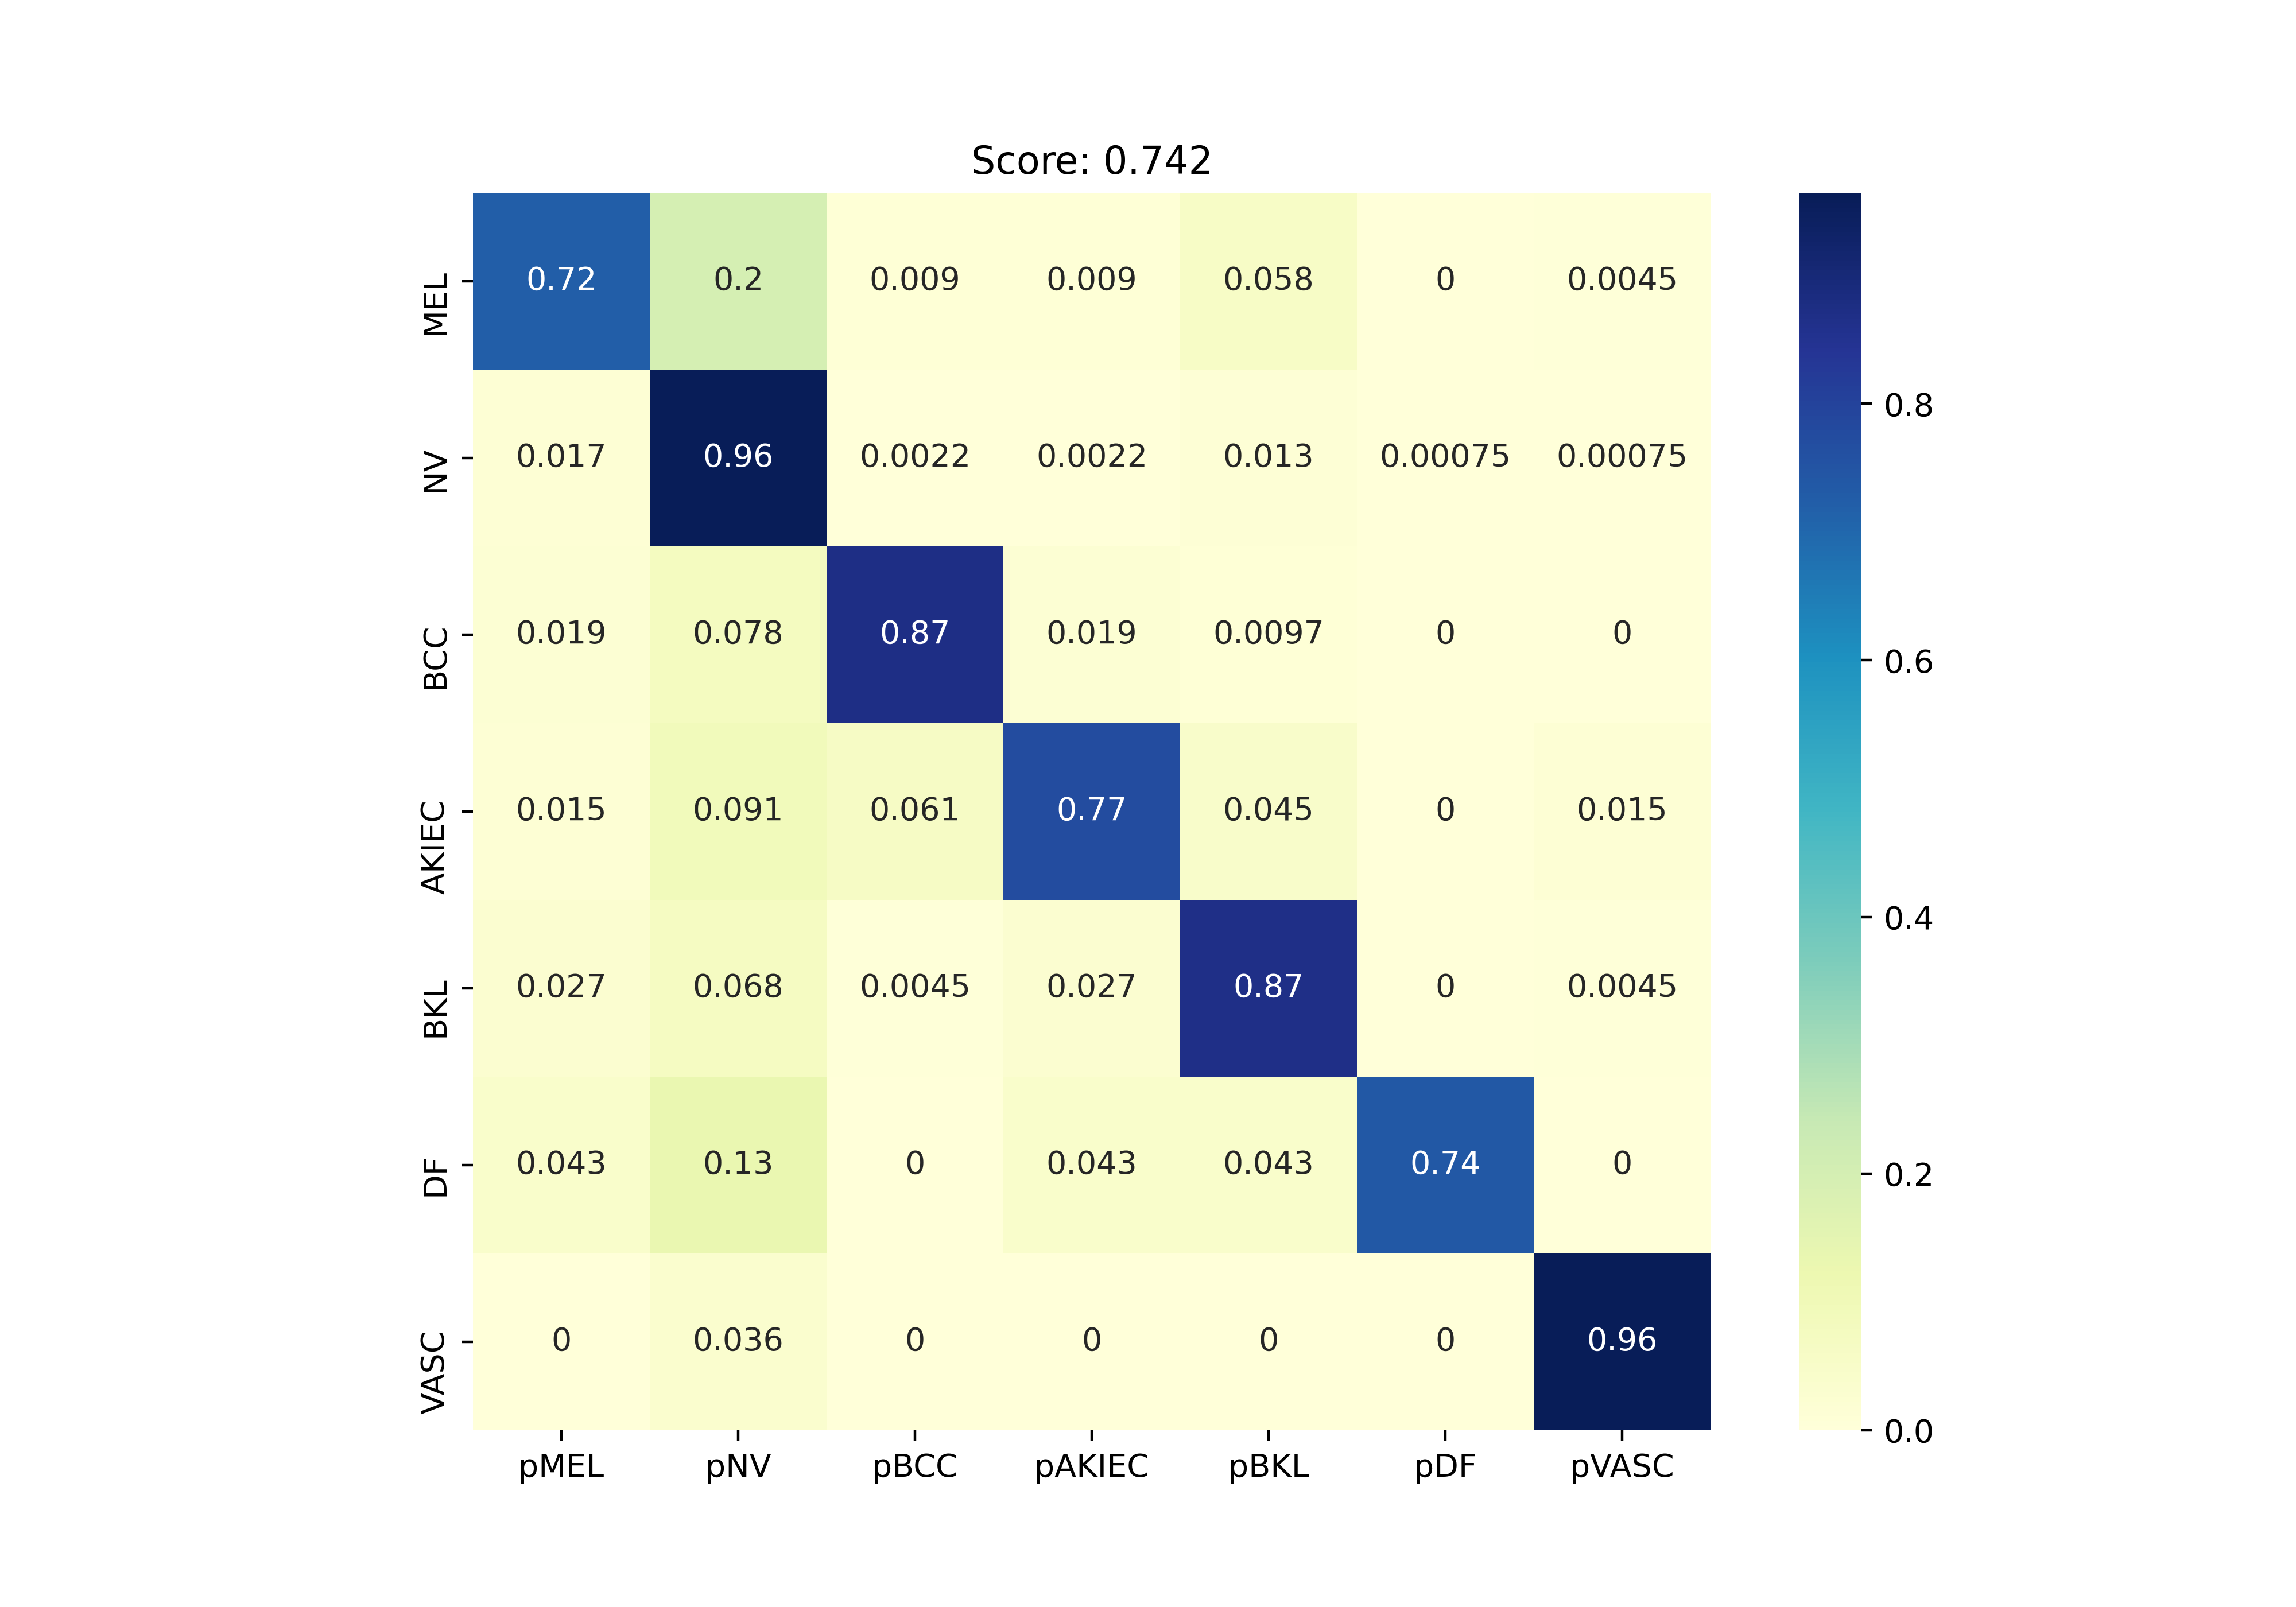 Score: 0.742
MEL 0.72 0.2 0.009 0.009 0.058 0 0.0045
NV 0.017 0.96 0.0022 0.0022 0.013 0.00075 0.00075
BCC 0.019 0.078 0.87 0.019 0.0097 0 0
AKIEC 0.015 0.091 0.061 0.77 0.045 0 0.015
BKL 0.027 0.068 0.0045 0.027 0.87 0 0.0045
DF 0.043 0.13 0 0.043 0.043 0.74 0
VASC 0 0.036 0 0 0 0 0.96
pMEL pNV pBCC pAKIEC pBKL pDF pVASC
0.8
0.6
0.4
0.2
0.0